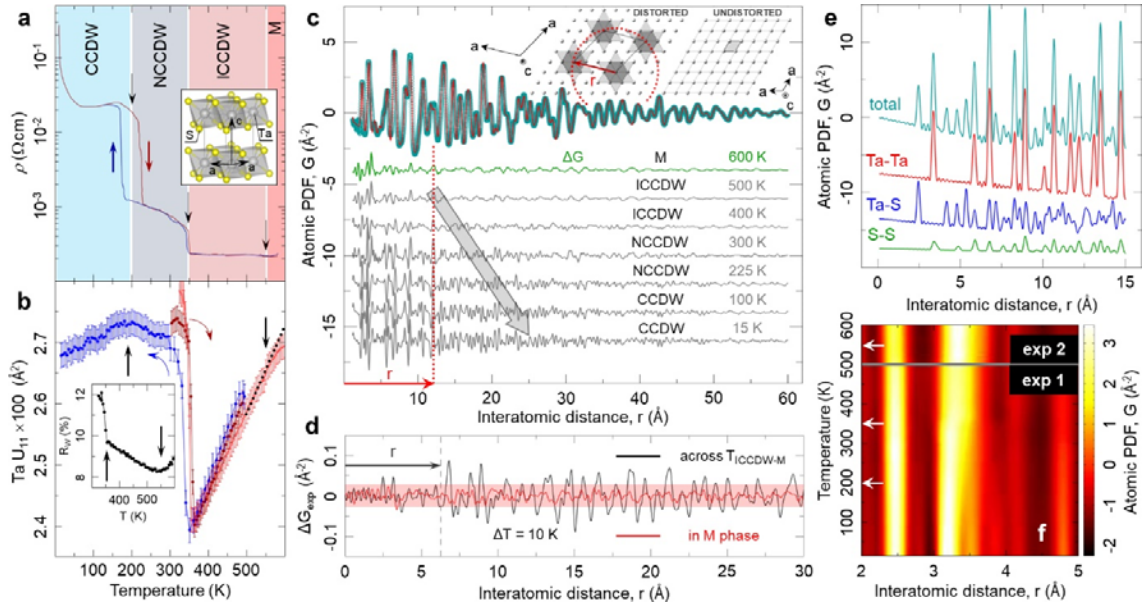 a
CCDW
NCCDW
ICCDW
M
10⁻¹
10⁻²
10⁻³
ρ (Ωcm)
S
Ta
c
a
a
b
Ta U₁₁ × 100 (Å²)
2.7
2.6
2.5
2.4
R_W (%)
12
10
8
400
500
T (K)
0
100
200
300
400
500
Temperature (K)
c
DISTORTED
UNDISTORTED
a
a
c
r
a
a
c
5
0
-5
-10
-15
Atomic PDF, G (Å⁻²)
ΔG
M
600 K
ICCDW
500 K
ICCDW
400 K
NCCDW
300 K
NCCDW
225 K
CCDW
100 K
CCDW
15 K
r
0
10
20
30
40
50
60
Interatomic distance, r (Å)
d
r
across T_ICCDW-M
0.1
0
-0.1
ΔG_exp (Å⁻²)
ΔT = 10 K
in M phase
0
5
10
15
20
25
30
Interatomic distance, r (Å)
e
10
0
-10
Atomic PDF, G (Å⁻²)
total
Ta-Ta
Ta-S
S-S
0
5
10
15
Interatomic distance, r (Å)
600
500
400
300
200
100
Temperature (K)
exp 2
exp 1
f
2
3
4
5
Interatomic distance, r (Å)
3
2
1
0
-1
-2
Atomic PDF, G (Å⁻²)